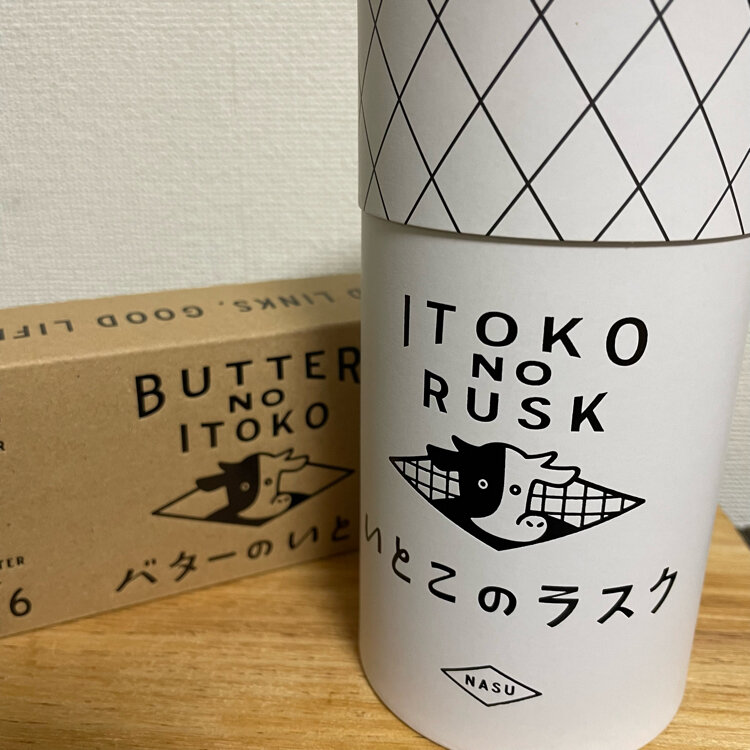 LINKS, GOOD LIF
BUTTER
NO
ITOKO
バターのいと
6
ITOKO
NO
RUSK
いとこのラスク
NASU